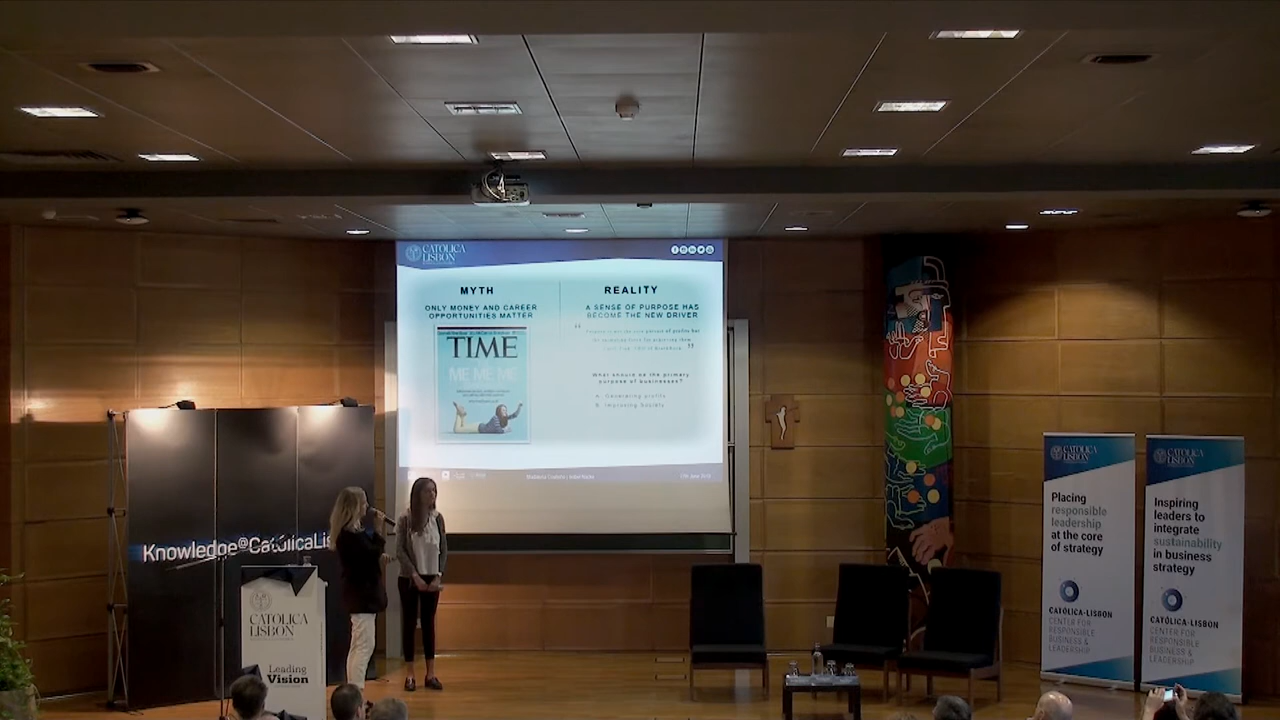 CATÓLICA
LISBON
MYTH
ONLY MONEY AND CAREER
OPPORTUNITIES MATTER
TIME
ME ME ME
REALITY
A SENSE OF PURPOSE HAS
BECOME THE NEW DRIVER
What should be the primary
purpose of businesses?
a. Generating profits
b. Improving Society
Knowledge@CatólicaLis
CATÓLICA
LISBON
Leading
Vision
CATÓLICA
LISBON
Placing
responsible
leadership
at the core
of strategy
CATÓLICA-LISBON
CENTER FOR
RESPONSIBLE
BUSINESS &
LEADERSHIP
CATÓLICA
LISBON
Inspiring
leaders to
integrate
sustainability
in business
strategy
CATÓLICA-LISBON
CENTER FOR
RESPONSIBLE
BUSINESS &
LEADERSHIP